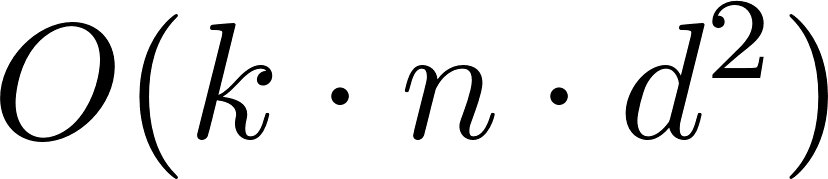 O(k · n · d²)